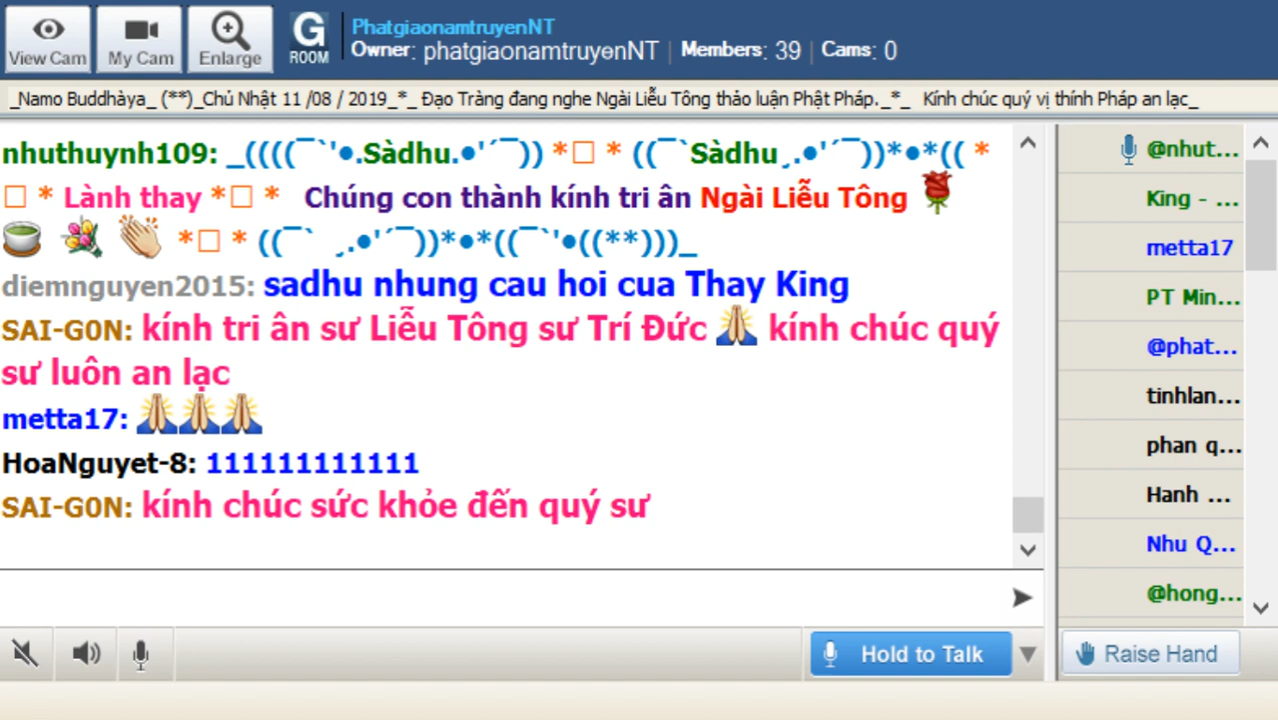 View Cam
My Cam
Enlarge
G ROOM
PhatgiaonamtruyenNT
Owner: phatgiaonamtruyenNT | Members: 39 | Cams: 0
_Namo Buddhàya_ (**)_Chủ Nhật 11 /08 / 2019_*_ Đạo Tràng đang nghe Ngài Liễu Tông thảo luận Phật Pháp._*_ Kính chúc quý vị thính Pháp an lạc_
nhuthuynh109: _((((¯`'●.Sàdhu.●'´¯)) *□ * ((¯`Sàdhu¸.●'´¯))*●*(( *
□ * Lành thay *□ * Chúng con thành kính tri ân Ngài Liễu Tông 🌹
🍵 💐 👏 *□ * ((¯` ¸.●'´¯))*●*((¯`'●((**)))_
diemnguyen2015: sadhu nhung cau hoi cua Thay King
SAI-G0N: kính tri ân sư Liễu Tông sư Trí Đức 🙏 kính chúc quý
sư luôn an lạc
metta17: 🙏🙏🙏
HoaNguyet-8: 111111111111
SAI-G0N: kính chúc sức khỏe đến quý sư
@nhut...
King - ...
metta17
PT Min...
@phat...
tinhlan...
phan q...
Hanh ...
Nhu Q...
@hong...
Hold to Talk
Raise Hand